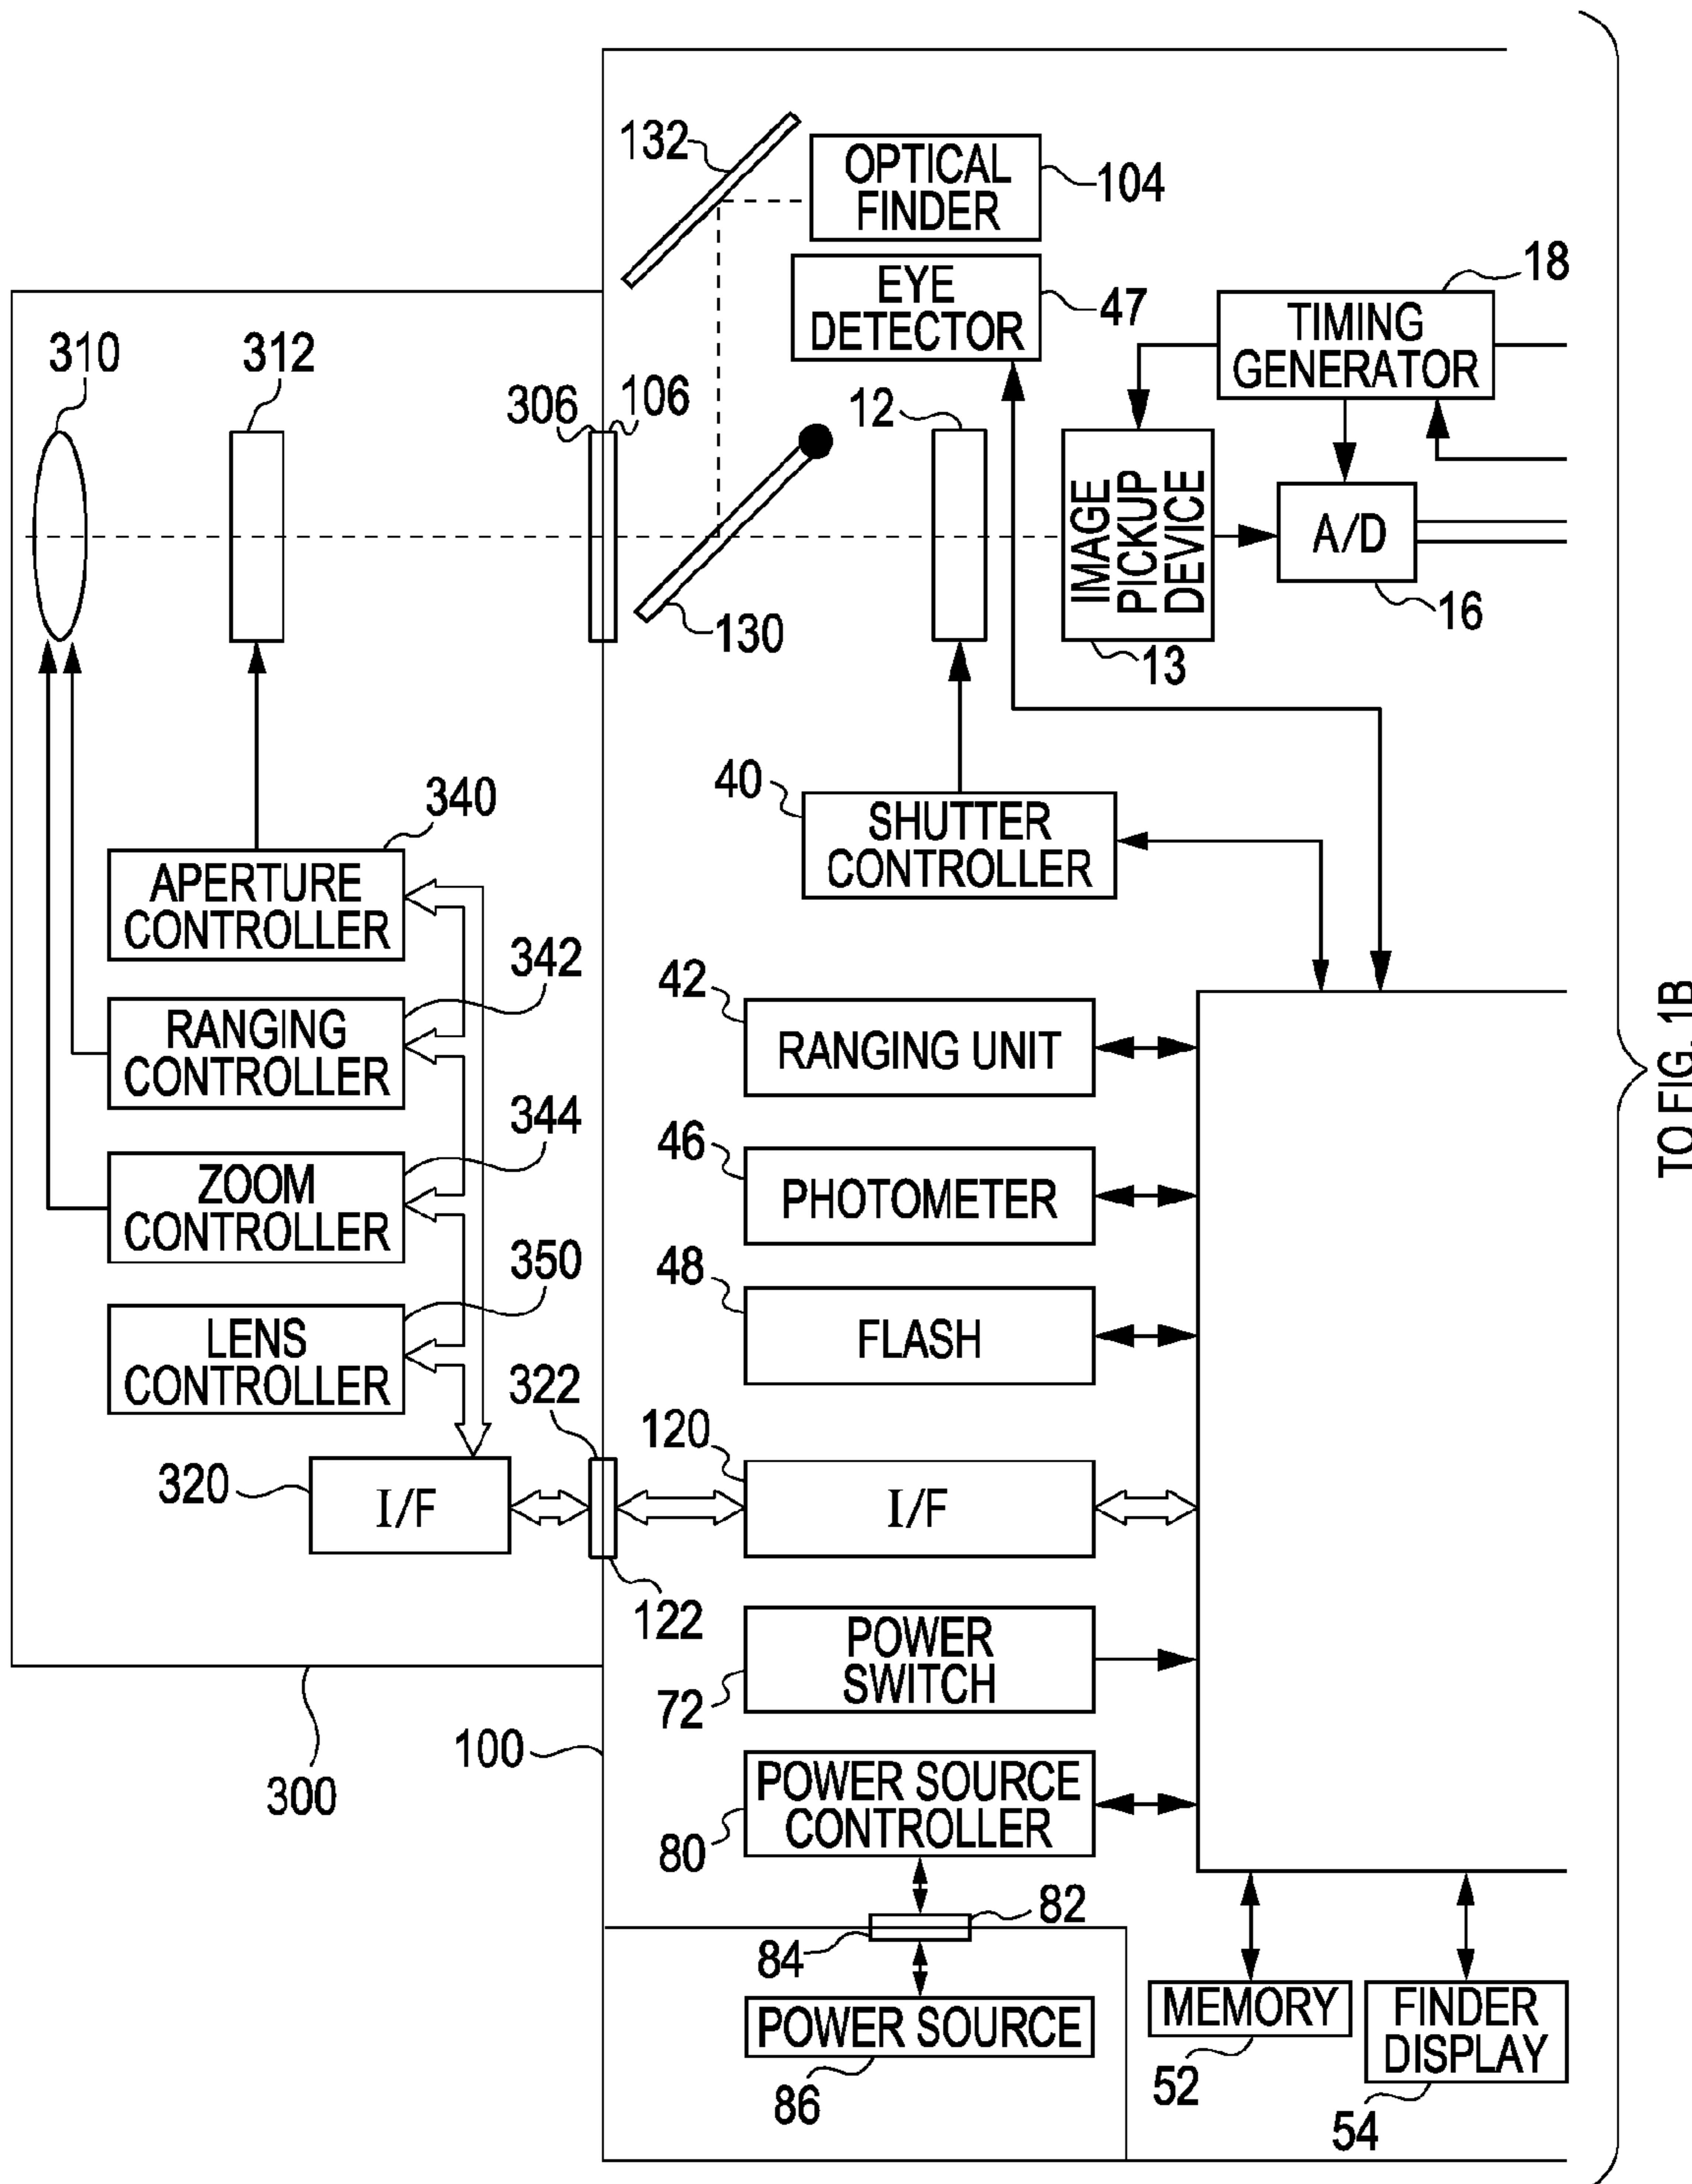 132
OPTICAL
FINDER
104
EYE
DETECTOR
47
18
TIMING
GENERATOR
310
312
306
106
12
IMAGE
PICKUP
DEVICE
A/D
16
130
13
40
SHUTTER
CONTROLLER
340
APERTURE
CONTROLLER
342
RANGING
CONTROLLER
42
RANGING UNIT
344
ZOOM
CONTROLLER
46
PHOTOMETER
350
LENS
CONTROLLER
48
FLASH
322
320
I/F
120
I/F
122
POWER
SWITCH
72
300
100
POWER SOURCE
CONTROLLER
80
82
84
POWER SOURCE
86
MEMORY
52
FINDER
DISPLAY
54
TO FIG. 1B